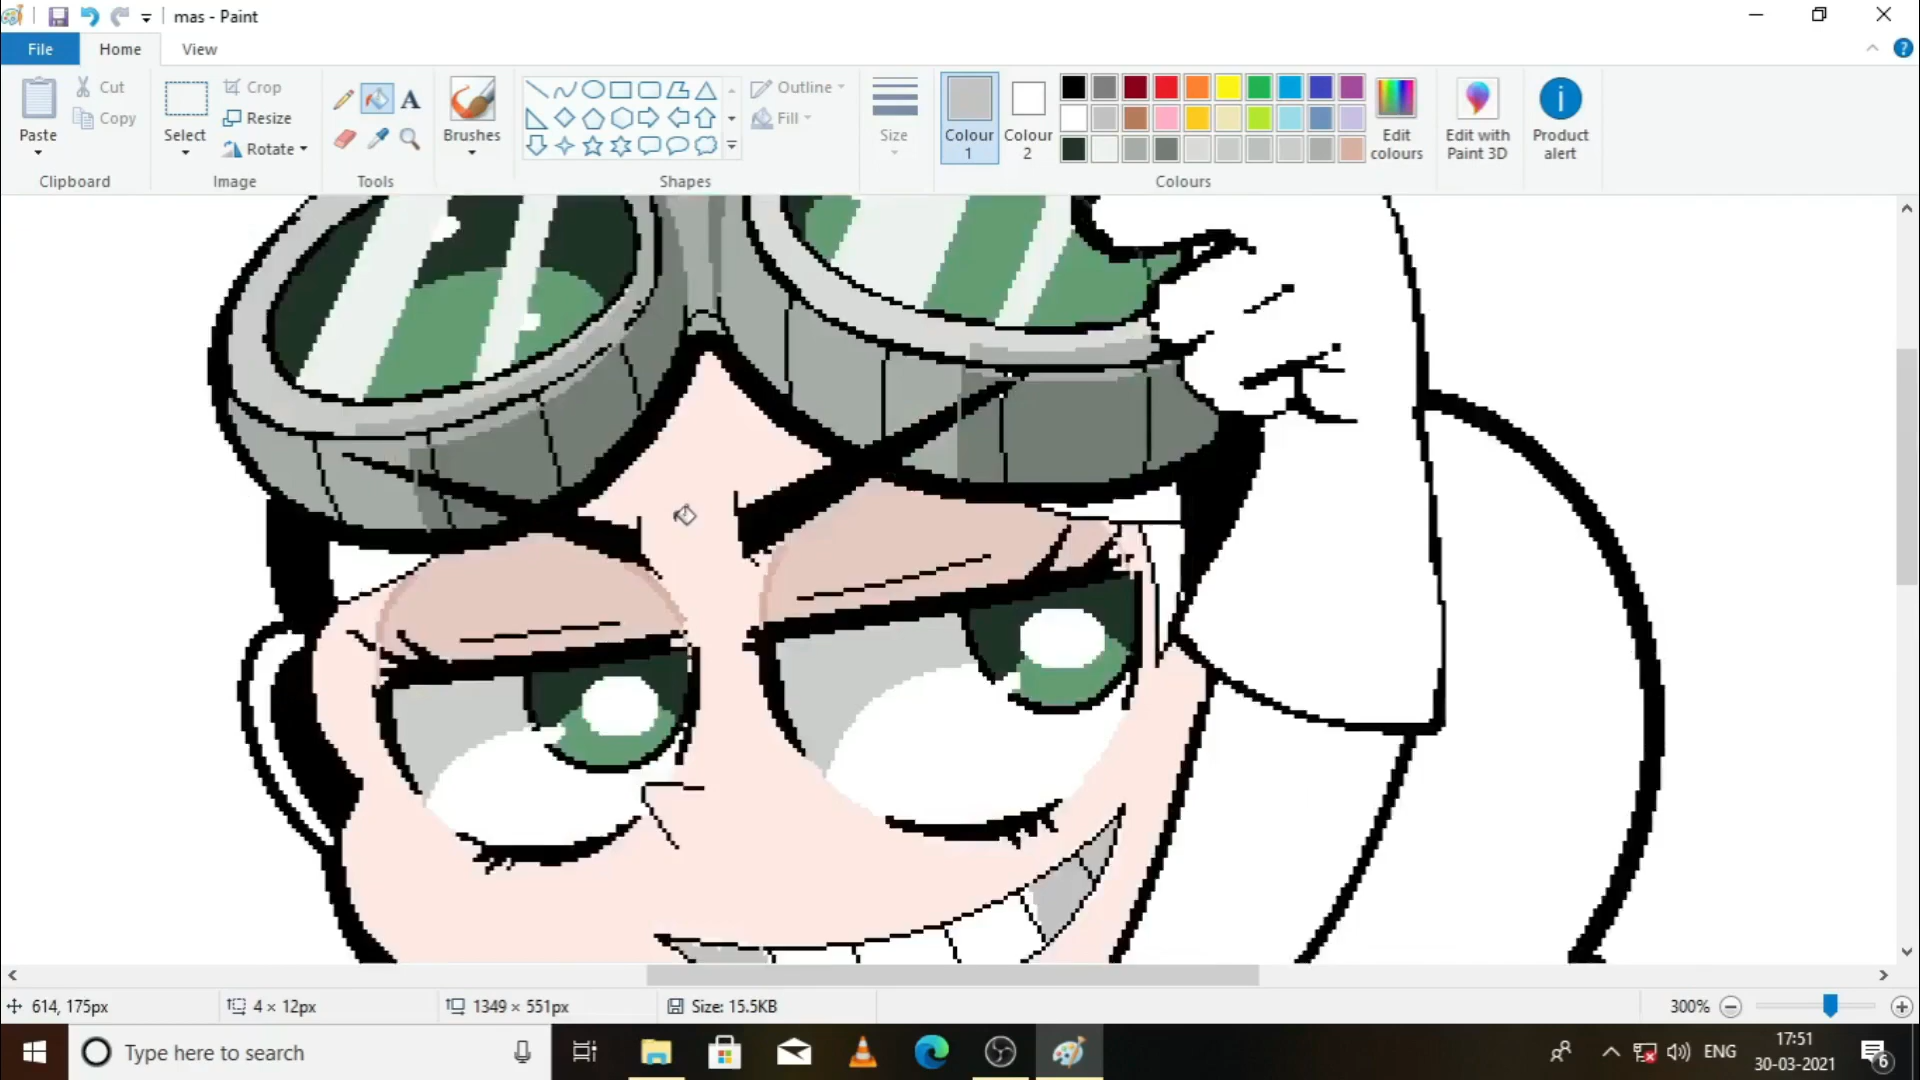 mas - Paint
File Home View
Paste
Cut
Copy
Clipboard
Select
Crop
Resize
Rotate
Image
A
Tools
Brushes
Shapes
Outline
Fill
Size
Colour 1
Colour 2
Edit colours
Edit with Paint 3D
Product alert
Colours
614, 175px
4 × 12px
1349 × 551px
Size: 15.5KB
300%
Type here to search
ENG
17:51
30-03-2021
6